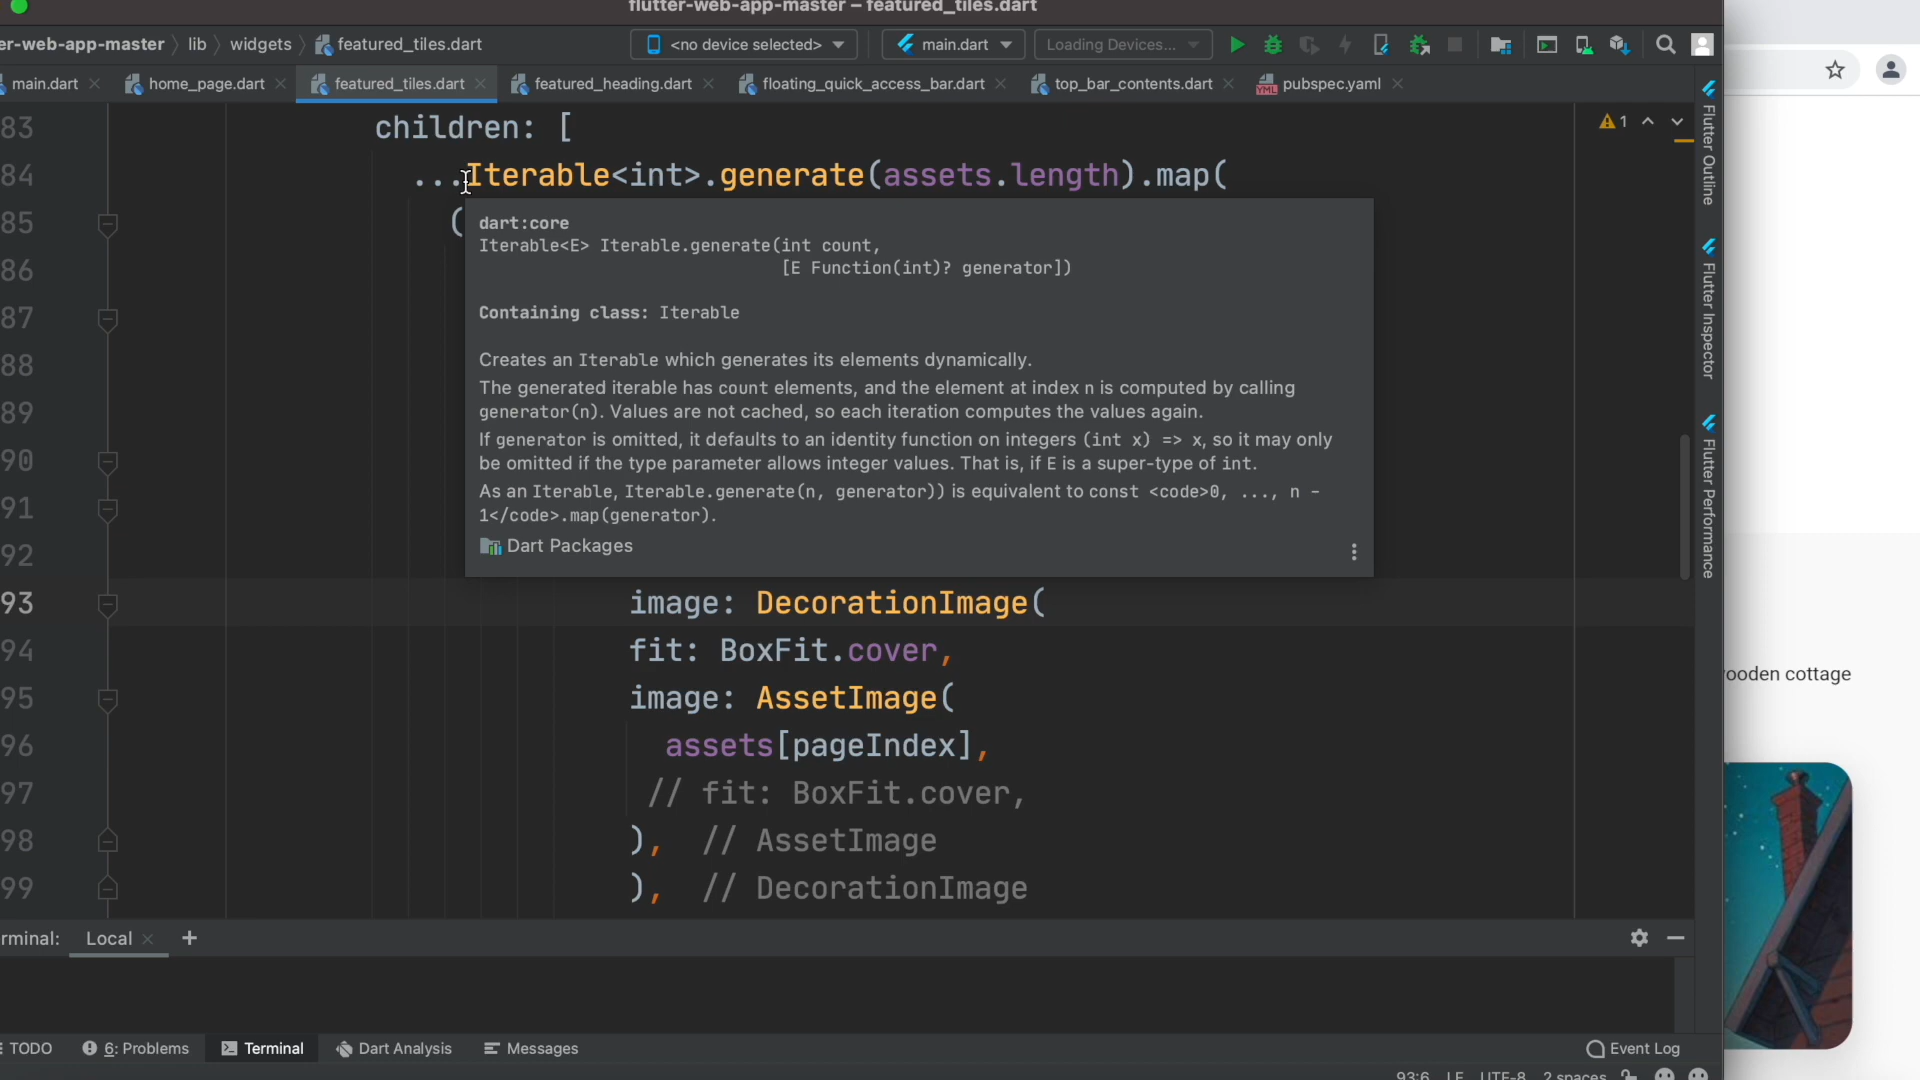 flutter-web-app-master – featured_tiles.dart
er-web-app-master lib widgets featured_tiles.dart <no device selected> main.dart Loading Devices...
main.dart home_page.dart featured_tiles.dart featured_heading.dart floating_quick_access_bar.dart top_bar_contents.dart pubspec.yaml
83 children: [
84 ...Iterable<int>.generate(assets.length).map(
85 (
86
87
88
89
90
91
92
93 image: DecorationImage(
94 fit: BoxFit.cover,
95 image: AssetImage(
96 assets[pageIndex],
97 // fit: BoxFit.cover,
98 ), // AssetImage
99 ), // DecorationImage
1
dart:core
Iterable<E> Iterable.generate(int count,
[E Function(int)? generator])
Containing class: Iterable
Creates an Iterable which generates its elements dynamically.
The generated iterable has count elements, and the element at index n is computed by calling
generator(n). Values are not cached, so each iteration computes the values again.
If generator is omitted, it defaults to an identity function on integers (int x) => x, so it may only
be omitted if the type parameter allows integer values. That is, if E is a super-type of int.
As an Iterable, Iterable.generate(n, generator)) is equivalent to const <code>0, ..., n -
1</code>.map(generator).
Dart Packages
Flutter Outline
Flutter Inspector
Flutter Performance
ooden cottage
rminal: Local +
TODO 6: Problems Terminal Dart Analysis Messages Event Log
93:6 LF UTF-8 2 spaces